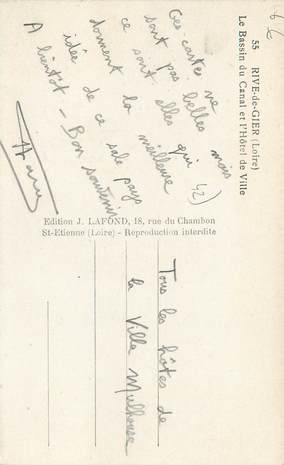 55 RIVE-de-GIER (Loire)
Le Bassin du Canal et l'Hôtel de Ville
Ces cartes ne
sont pas belles mais
ce sont elles qui
donnent la meilleure
idée de ce sale pays
A bientôt - Bon souvenir
Edition J. LAFOND, 18, rue du Chambon
St-Etienne (Loire) - Reproduction interdite
Tous les hôtes de
la Ville Mulhouse